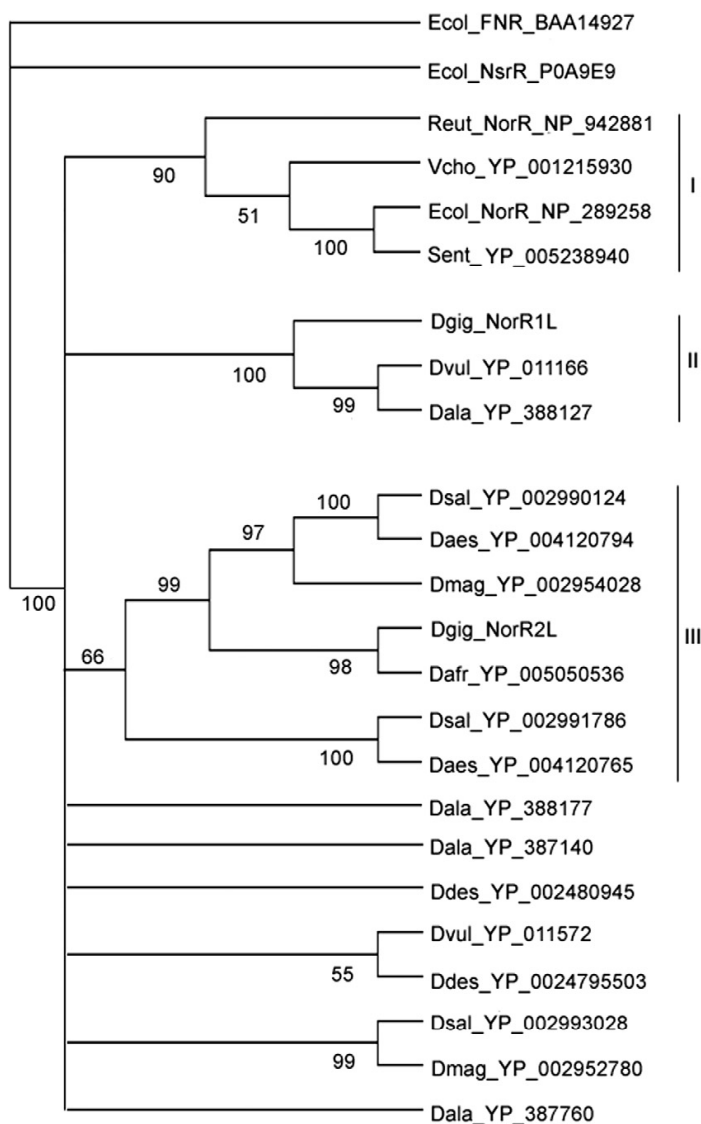 Ecol_FNR_BAA14927
Ecol_NsrR_P0A9E9
Reut_NorR_NP_942881
90
Vcho_YP_001215930
I
51
Ecol_NorR_NP_289258
100
Sent_YP_005238940
Dgig_NorR1L
100
Dvul_YP_011166
II
99
Dala_YP_388127
100
Dsal_YP_002990124
97
Daes_YP_004120794
99
Dmag_YP_002954028
100
Dgig_NorR2L
III
66
98
Dafr_YP_005050536
Dsal_YP_002991786
100
Daes_YP_004120765
Dala_YP_388177
Dala_YP_387140
Ddes_YP_002480945
Dvul_YP_011572
55
Ddes_YP_0024795503
Dsal_YP_002993028
99
Dmag_YP_002952780
Dala_YP_387760